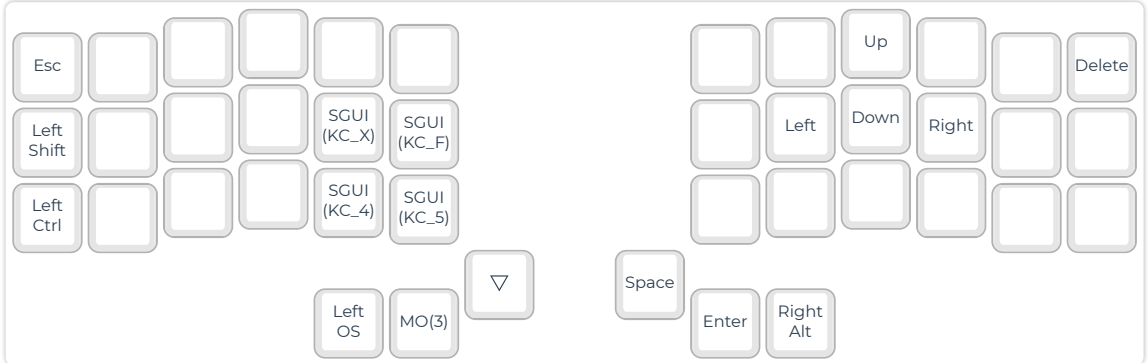 Esc
Up
Delete
Left
Shift
SGUI
(KC_X)
SGUI
(KC_F)
Left
Down
Right
Left
Ctrl
SGUI
(KC_4)
SGUI
(KC_5)
▽
Space
Left
OS
MO(3)
Enter
Right
Alt